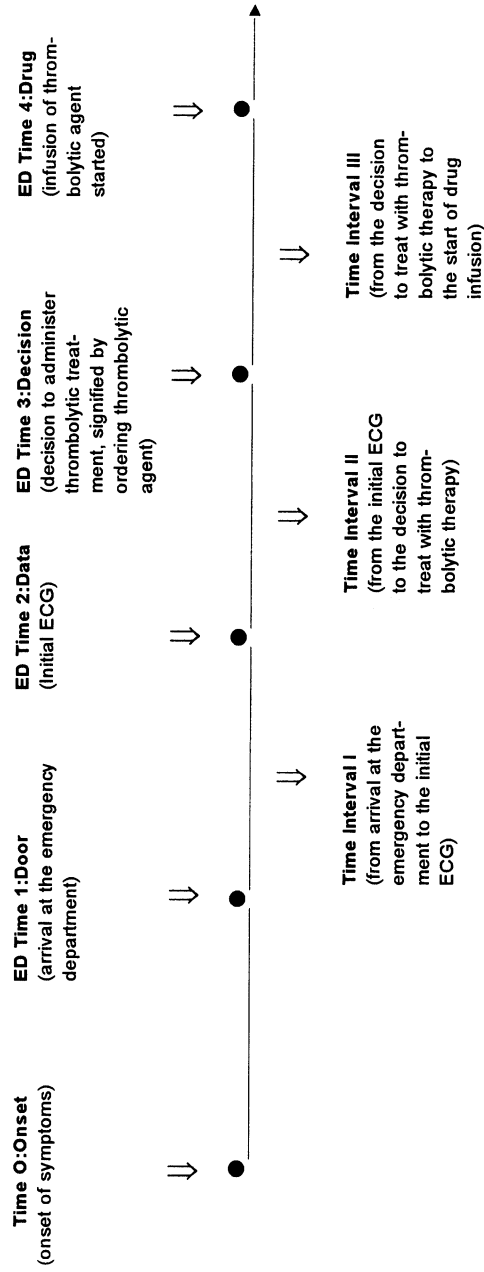 Time O:Onset
(onset of symptoms)
ED Time 1:Door
(arrival at the emergency
department)
ED Time 2:Data
(Initial ECG)
ED Time 3:Decision
(decision to administer
thrombolytic treat-
ment, signified by
ordering thrombolytic
agent)
ED Time 4:Drug
(infusion of throm-
bolytic agent
started)
Time Interval I
(from arrival at the
emergency depart-
ment to the initial
ECG)
Time Interval II
(from the initial ECG
to the decision to
treat with throm-
bolytic therapy)
Time Interval III
(from the decision
to treat with throm-
bolytic therapy to
the start of drug
infusion)